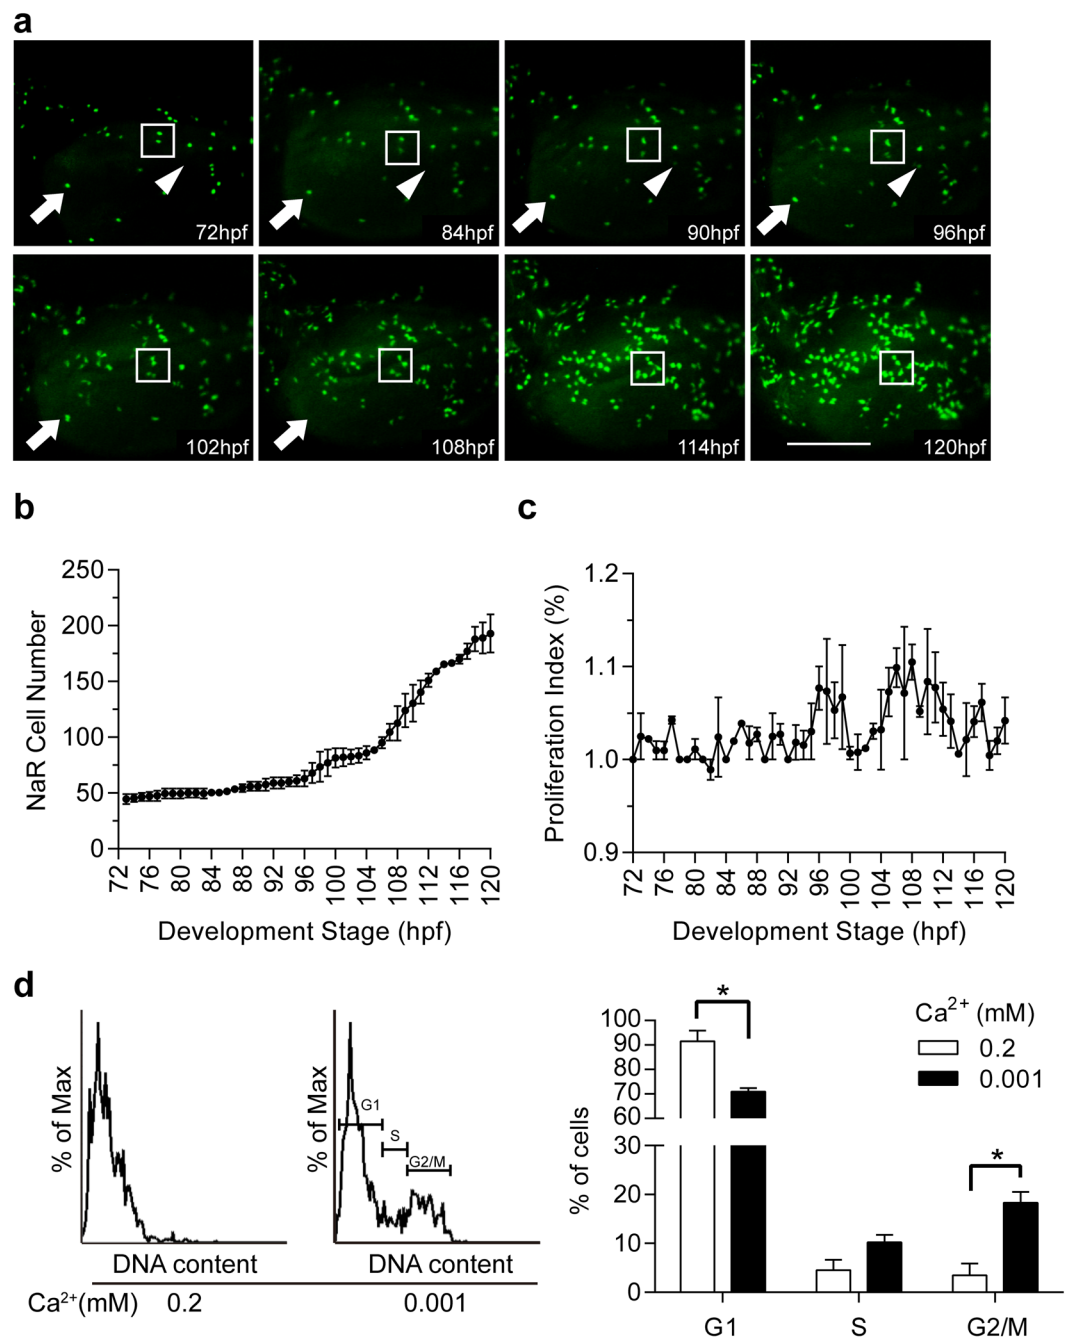 a
72hpf
84hpf
90hpf
96hpf
102hpf
108hpf
114hpf
120hpf
b
NaR Cell Number
250
200
150
100
50
0
72
76
80
84
88
92
96
100
104
108
112
116
120
Development Stage (hpf)
c
Proliferation Index (%)
1.2
1.1
1.0
0.9
72
76
80
84
88
92
96
100
104
108
112
116
120
Development Stage (hpf)
d
% of Max
DNA content
% of Max
G1
S
G2/M
DNA content
Ca²⁺(mM)
0.2
0.001
% of cells
100
90
80
70
60
30
20
10
0
*
*
G1
S
G2/M
Ca²⁺ (mM)
0.2
0.001